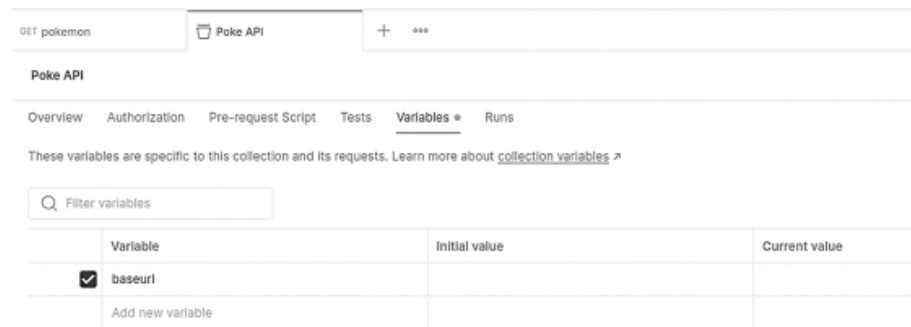 GET pokemon Poke API
Poke API
Overview Authorization Pre-request Script Tests Variables Runs
These variables are specific to this collection and its requests. Learn more about collection variables ↗
Filter variables
Variable Initial value Current value
baseurl
Add new variable